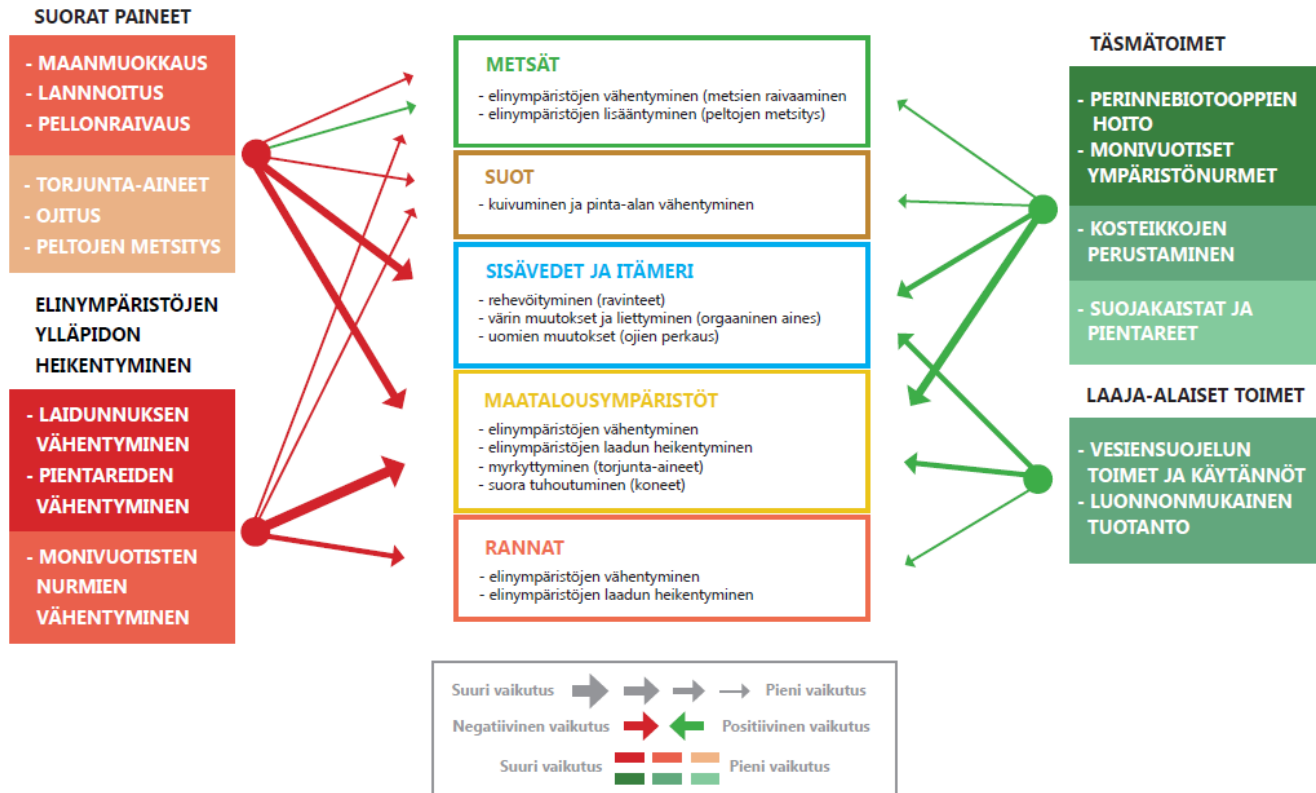 SUORAT PAINEET
- MAANMUOKKAUS
- LANNNOITUS
- PELLONRAIVAUS
- TORJUNTA-AINEET
- OJITUS
- PELTOJEN METSITYS
ELINYMPÄRISTÖJEN
YLLÄPIDON
HEIKENTYMINEN
- LAIDUNNUKSEN
VÄHENTYMINEN
- PIENTAREIDEN
VÄHENTYMINEN
- MONIVUOTISTEN
NURMIEN
VÄHENTYMINEN
METSÄT
- elinympäristöjen vähentyminen (metsien raivaaminen
- elinympäristöjen lisääntyminen (peltojen metsitys)
SUOT
- kuivuminen ja pinta-alan vähentyminen
SISÄVEDET JA ITÄMERI
- rehevöityminen (ravinteet)
- värin muutokset ja liettyminen (orgaaninen aines)
- uomien muutokset (ojien perkaus)
MAATALOUSYMPÄRISTÖT
- elinympäristöjen vähentyminen
- elinympäristöjen laadun heikentyminen
- myrkyttyminen (torjunta-aineet)
- suora tuhoutuminen (koneet)
RANNAT
- elinympäristöjen vähentyminen
- elinympäristöjen laadun heikentyminen
TÄSMÄTOIMET
- PERINNEBIOTOOPPIEN
HOITO
- MONIVUOTISET
YMPÄRISTÖNURMET
- KOSTEIKKOJEN
PERUSTAMINEN
- SUOJAKAISTAT JA
PIENTAREET
LAAJA-ALAISET TOIMET
- VESIENSUOJELUN
TOIMET JA KÄYTÄNNÖT
- LUONNONMUKAINEN
TUOTANTO
Suuri vaikutus Pieni vaikutus
Negatiivinen vaikutus Positiivinen vaikutus
Suuri vaikutus Pieni vaikutus